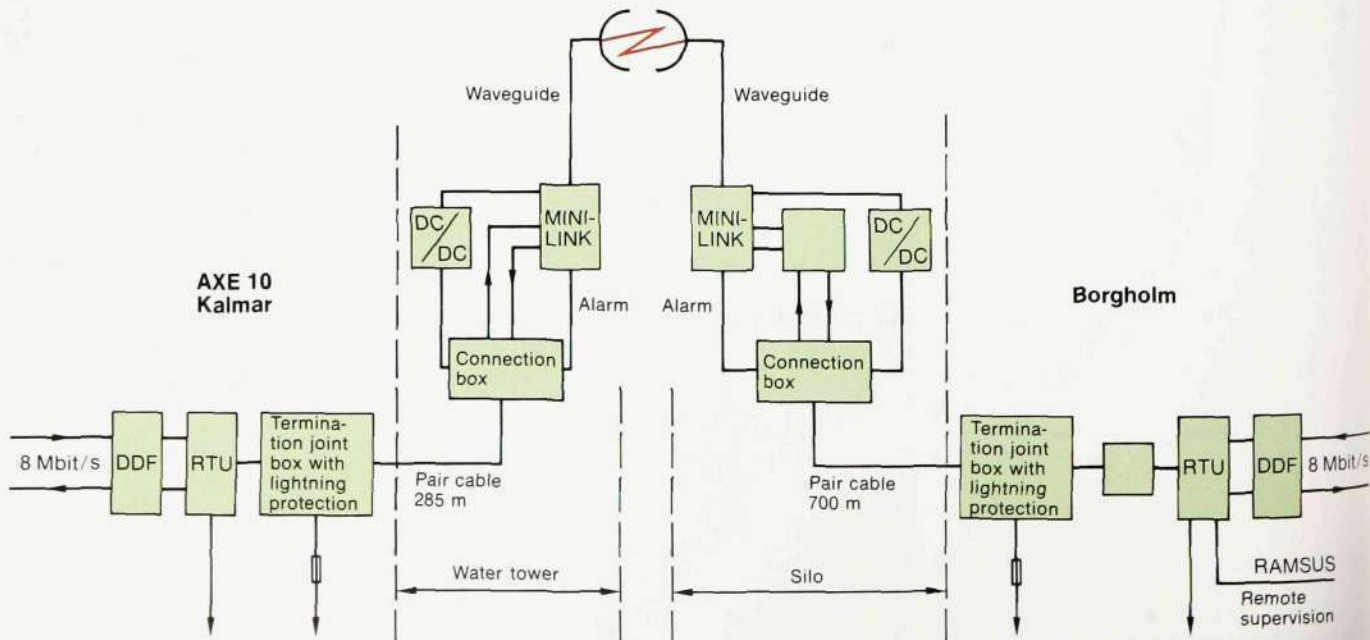 Waveguide
Waveguide
DC/
DC
MINI-
LINK
MINI-
LINK
DC/
DC
AXE 10
Kalmar
Alarm
Alarm
Borgholm
Connection
box
Connection
box
8 Mbit/s
DDF
RTU
Termina-
tion joint
box with
lightning
protection
Pair cable
285 m
Pair cable
700 m
Termina-
tion joint
box with
lightning
protection
RTU
DDF
8 Mbit/s
Water tower
Silo
RAMSUS
Remote
supervision